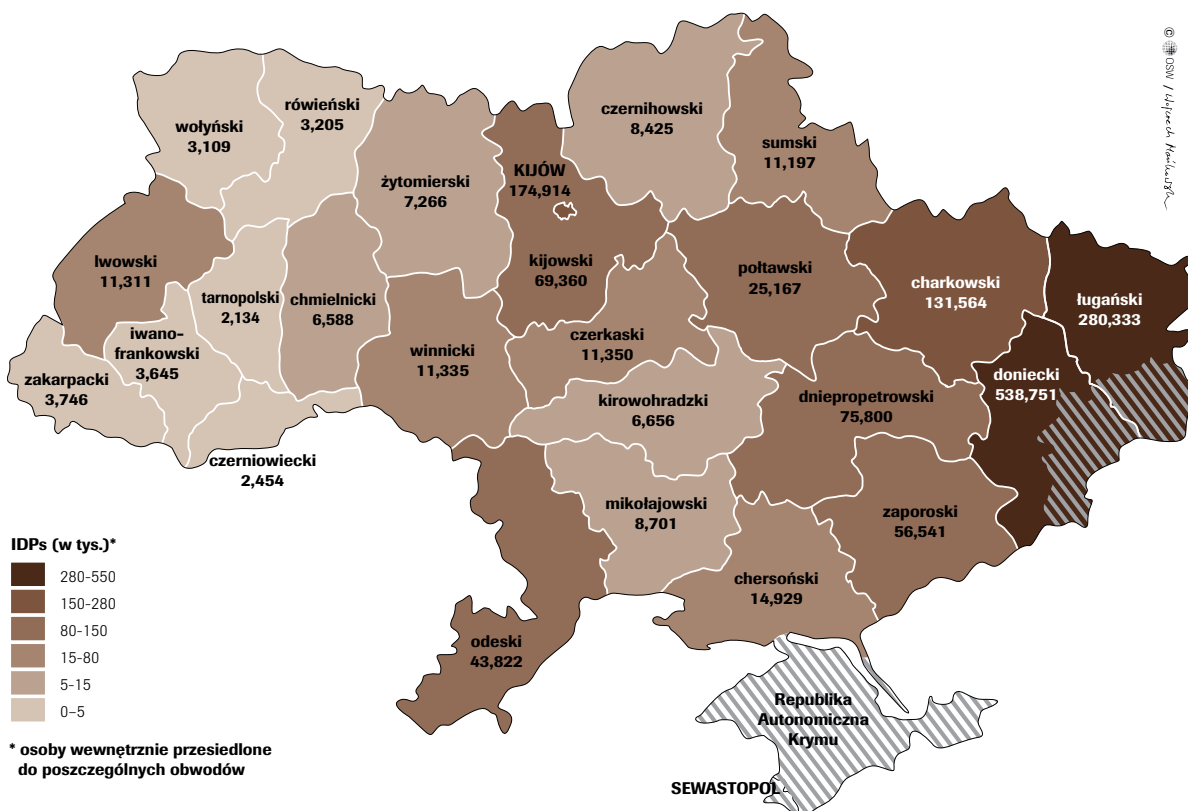 © OSW / Wojciech Mańkowski
wołyński
3,109
rówieński
3,205
żytomierski
7,266
KIJÓW
174,914
czernihowski
8,425
sumski
11,197
lwowski
11,311
tarnopolski
2,134
chmielnicki
6,588
kijowski
69,360
połtawski
25,167
charkowski
131,564
ługański
280,333
iwano-
frankowski
3,645
zakarpacki
3,746
winnicki
11,335
czerkaski
11,350
kirowohradzki
6,656
dniepropetrowski
75,800
doniecki
538,751
czerniowiecki
2,454
mikołajowski
8,701
zaporoski
56,541
chersoński
14,929
odeski
43,822
Republika
Autonomiczna
Krymu
SEWASTOPOL
IDPs (w tys.)*
280-550
150-280
80-150
15-80
5-15
0-5
* osoby wewnętrznie przesiedlone
do poszczególnych obwodów